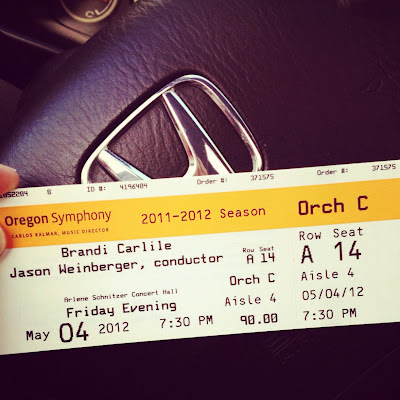 ID #: 4196404 Order #: 371575 Order #: 371575
Oregon Symphony
CARLOS KALMAR, MUSIC DIRECTOR
2011-2012 Season
Orch C
Brandi Carlile
Jason Weinberger, conductor
Row Seat
A 14
Arlene Schnitzer Concert Hall
Orch C
Friday Evening
Aisle 4
May 04 2012 7:30 PM 90.00
Row Seat
A 14
Aisle 4
05/04/12
7:30 PM